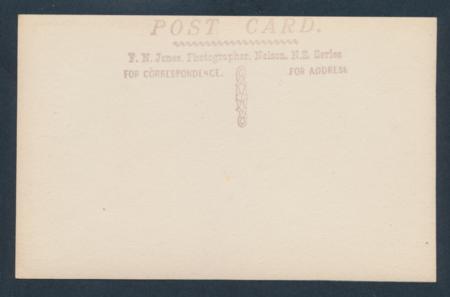 POST CARD.
F. N. Jones, Photographer, Nelson, N.Z. Series
FOR CORRESPONDENCE. FOR ADDRESS